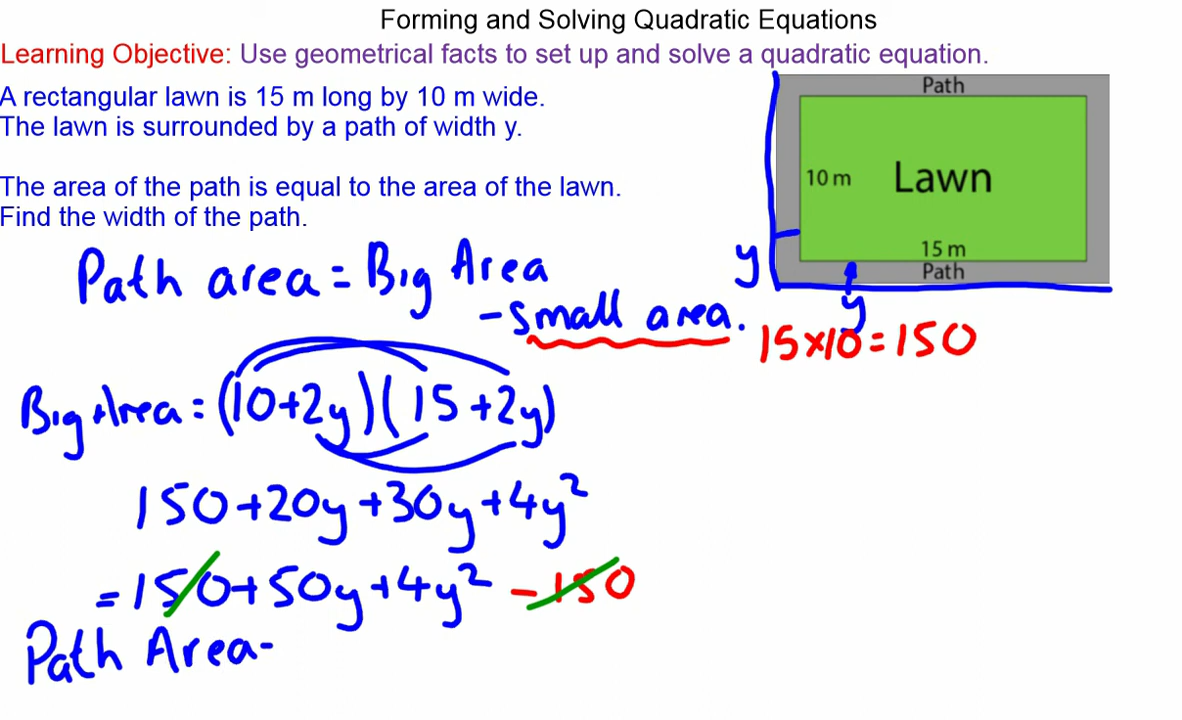 Forming and Solving Quadratic Equations
Learning Objective: Use geometrical facts to set up and solve a quadratic equation.
A rectangular lawn is 15 m long by 10 m wide.
The lawn is surrounded by a path of width y.
The area of the path is equal to the area of the lawn.
Find the width of the path.
Path
10 m
Lawn
15 m
Path
y
y
15×10=150
Path area = Big Area
-small area.
Big Area = (10+2y)(15+2y)
150+20y+30y+4y²
=150+50y+4y² -150
Path Area-